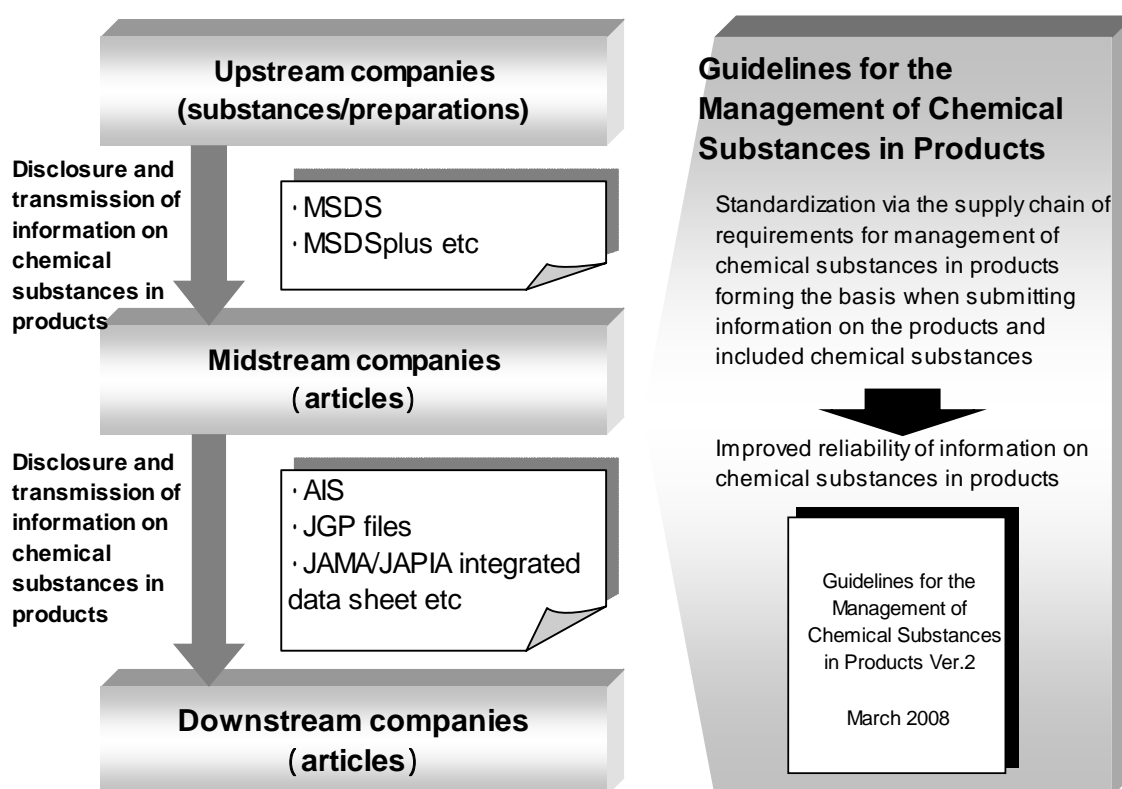 Upstream companies
(substances/preparations)
Disclosure and
transmission of
information on
chemical
substances in
products
·MSDS
·MSDSplus etc
Midstream companies
(articles)
Disclosure and
transmission of
information on
chemical
substances in
products
·AIS
·JGP files
·JAMA/JAPIA integrated
data sheet etc
Downstream companies
(articles)
Guidelines for the
Management of Chemical
Substances in Products
Standardization via the supply chain of
requirements for management of
chemical substances in products
forming the basis when submitting
information on the products and
included chemical substances
Improved reliability of information on
chemical substances in products
Guidelines for the
Management of
Chemical Substances
in Products Ver.2
March 2008